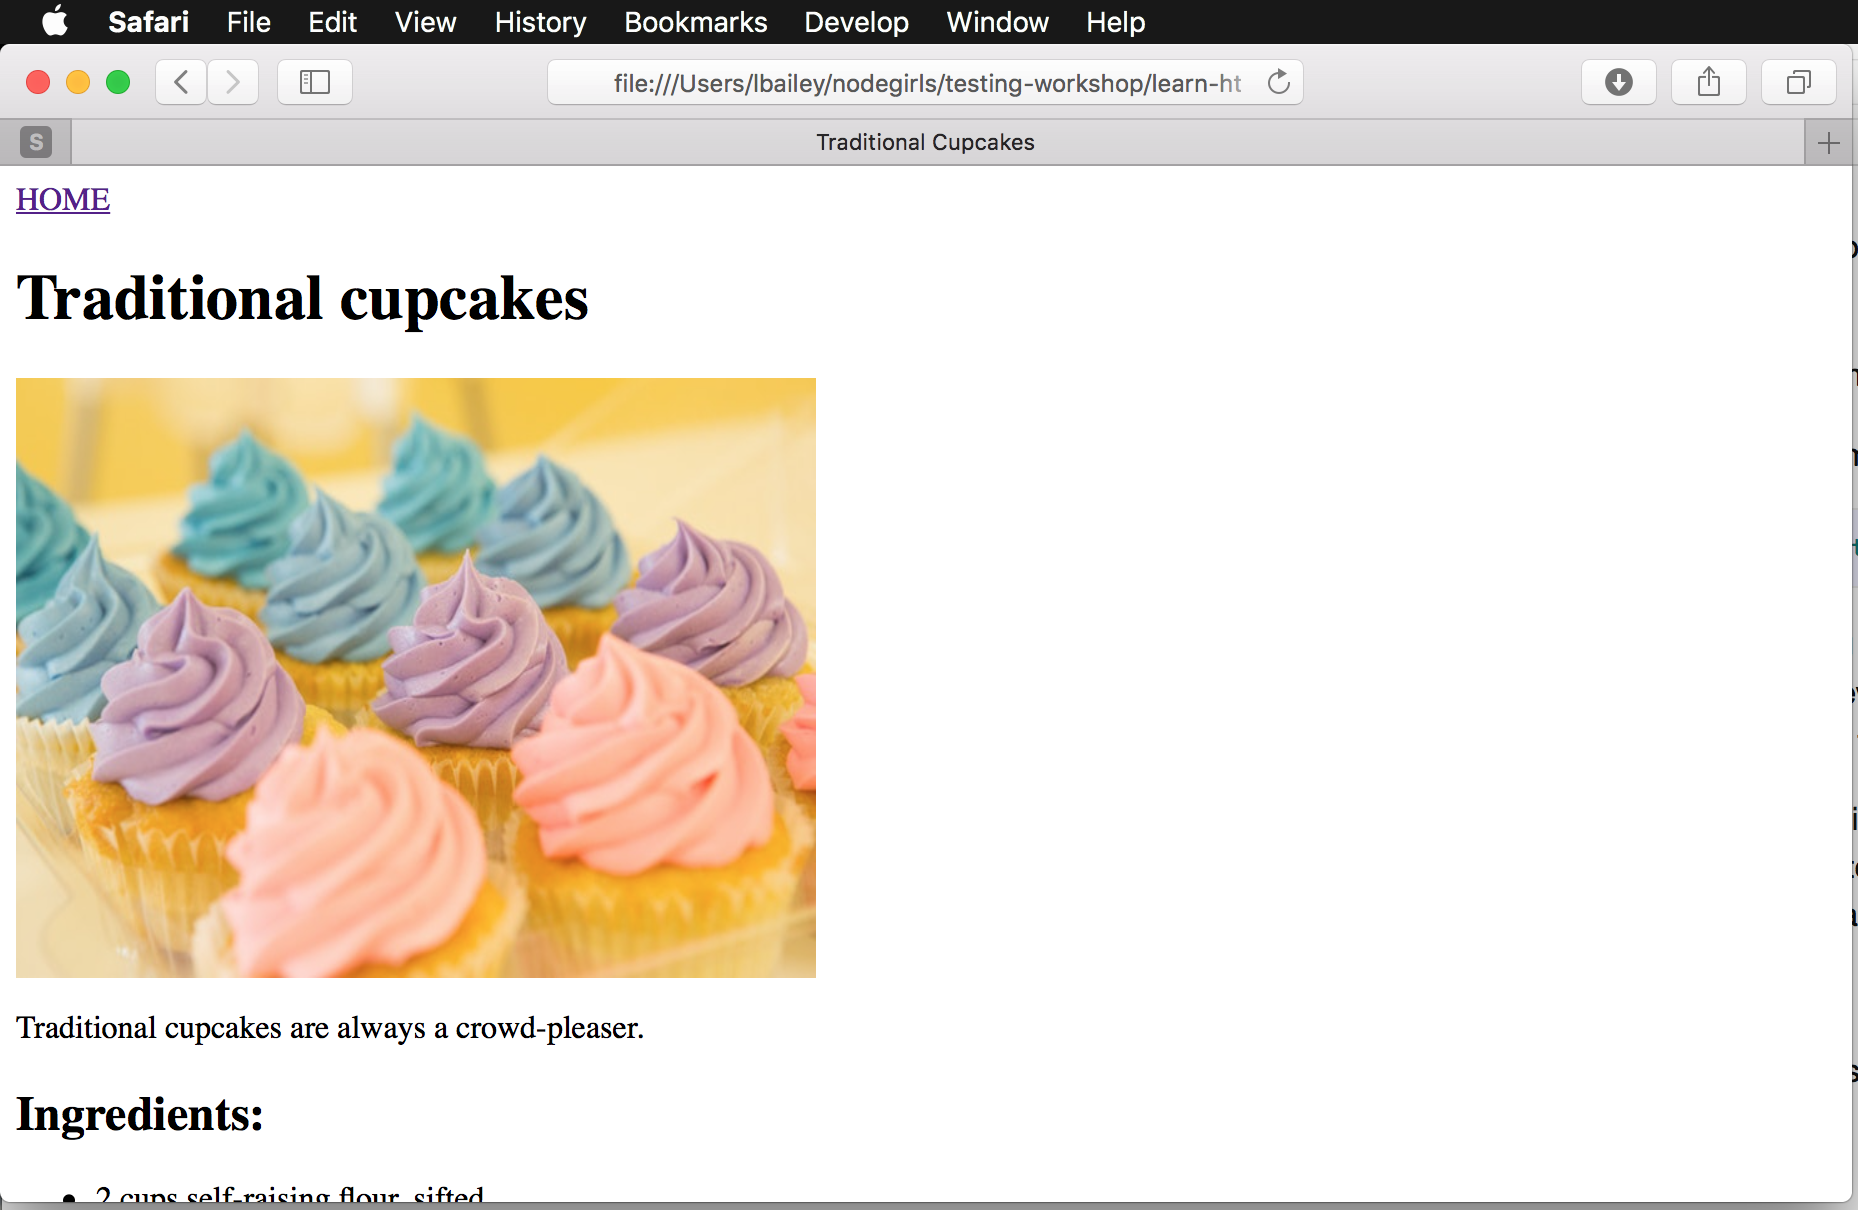 Safari File Edit View History Bookmarks Develop Window Help
file:///Users/lbailey/nodegirls/testing-workshop/learn-ht
S
Traditional Cupcakes
HOME
Traditional cupcakes
Traditional cupcakes are always a crowd-pleaser.
Ingredients:
• 2 cups self-raising flour, sifted